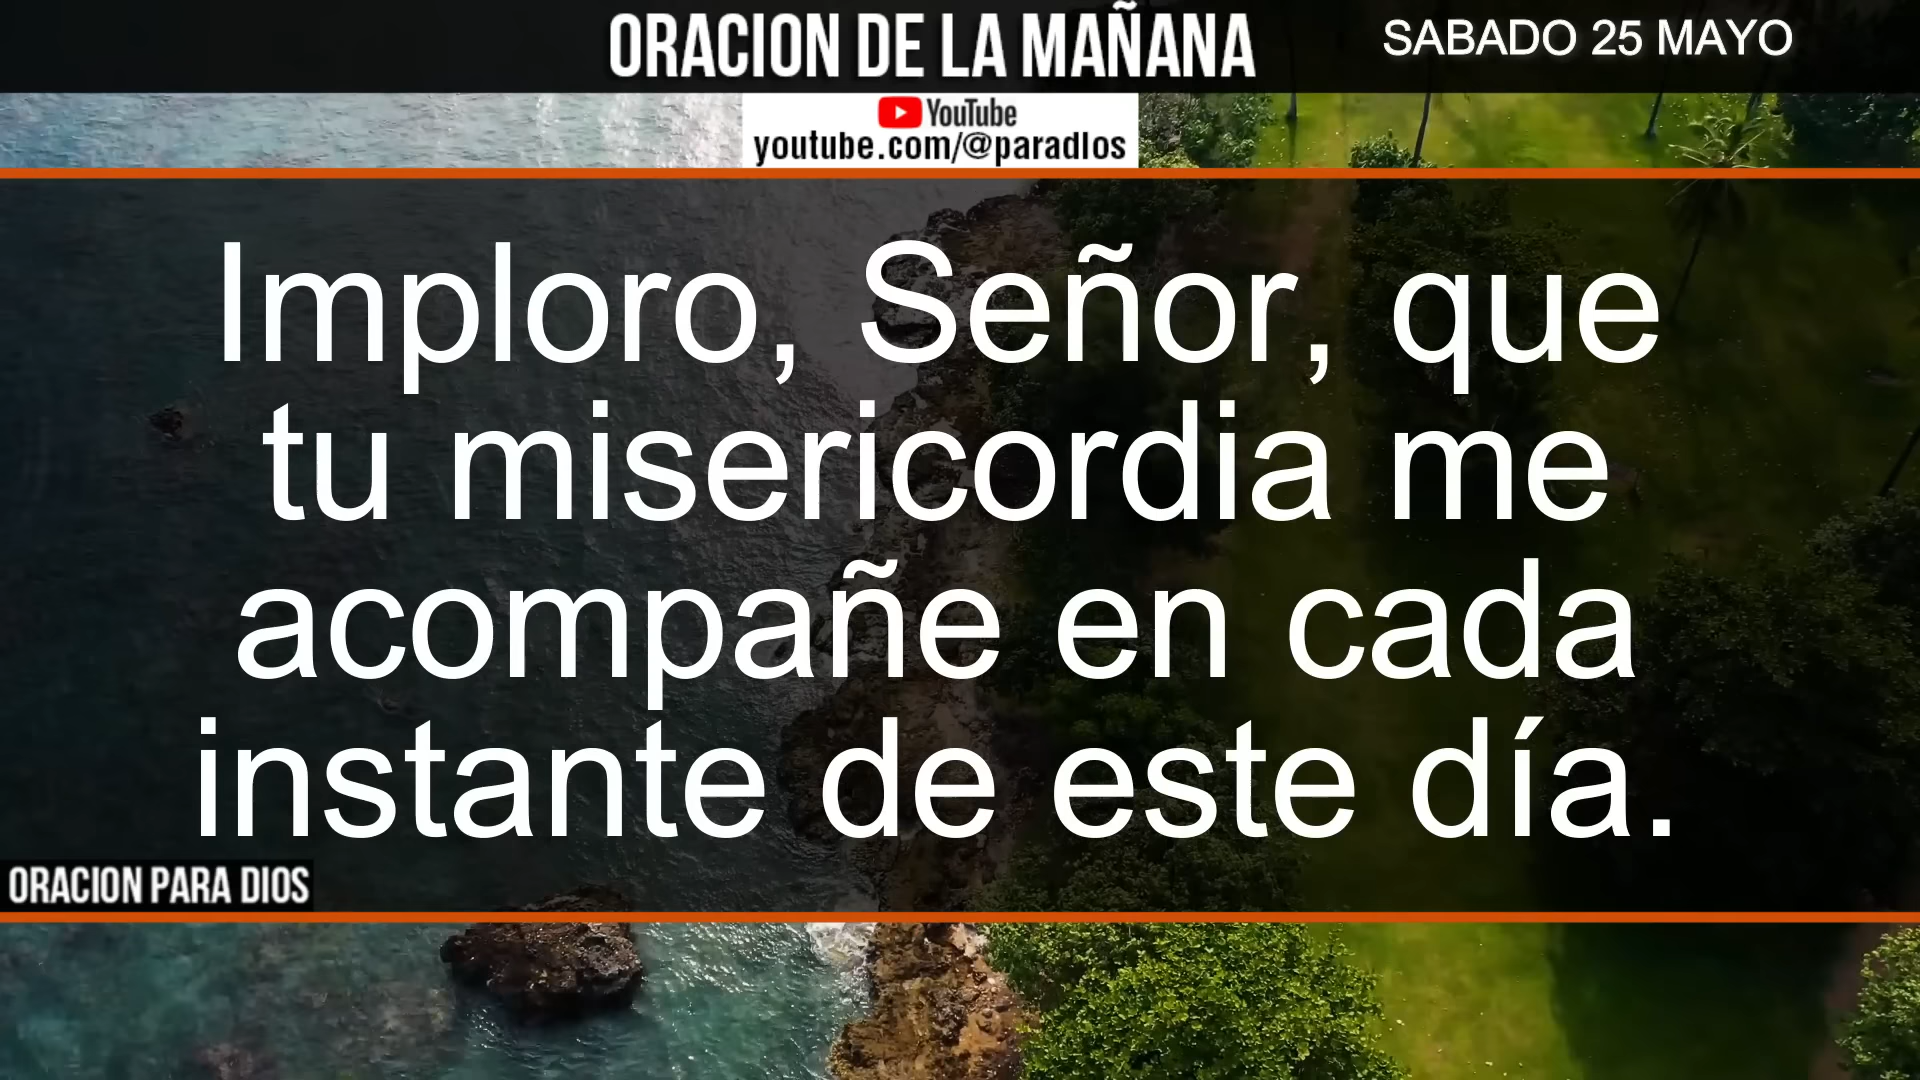 ORACION DE LA MAÑANA
SABADO 25 MAYO
YouTube
youtube.com/@paradIos
Imploro, Señor, que
tu misericordia me
acompañe en cada
instante de este día.
ORACION PARA DIOS